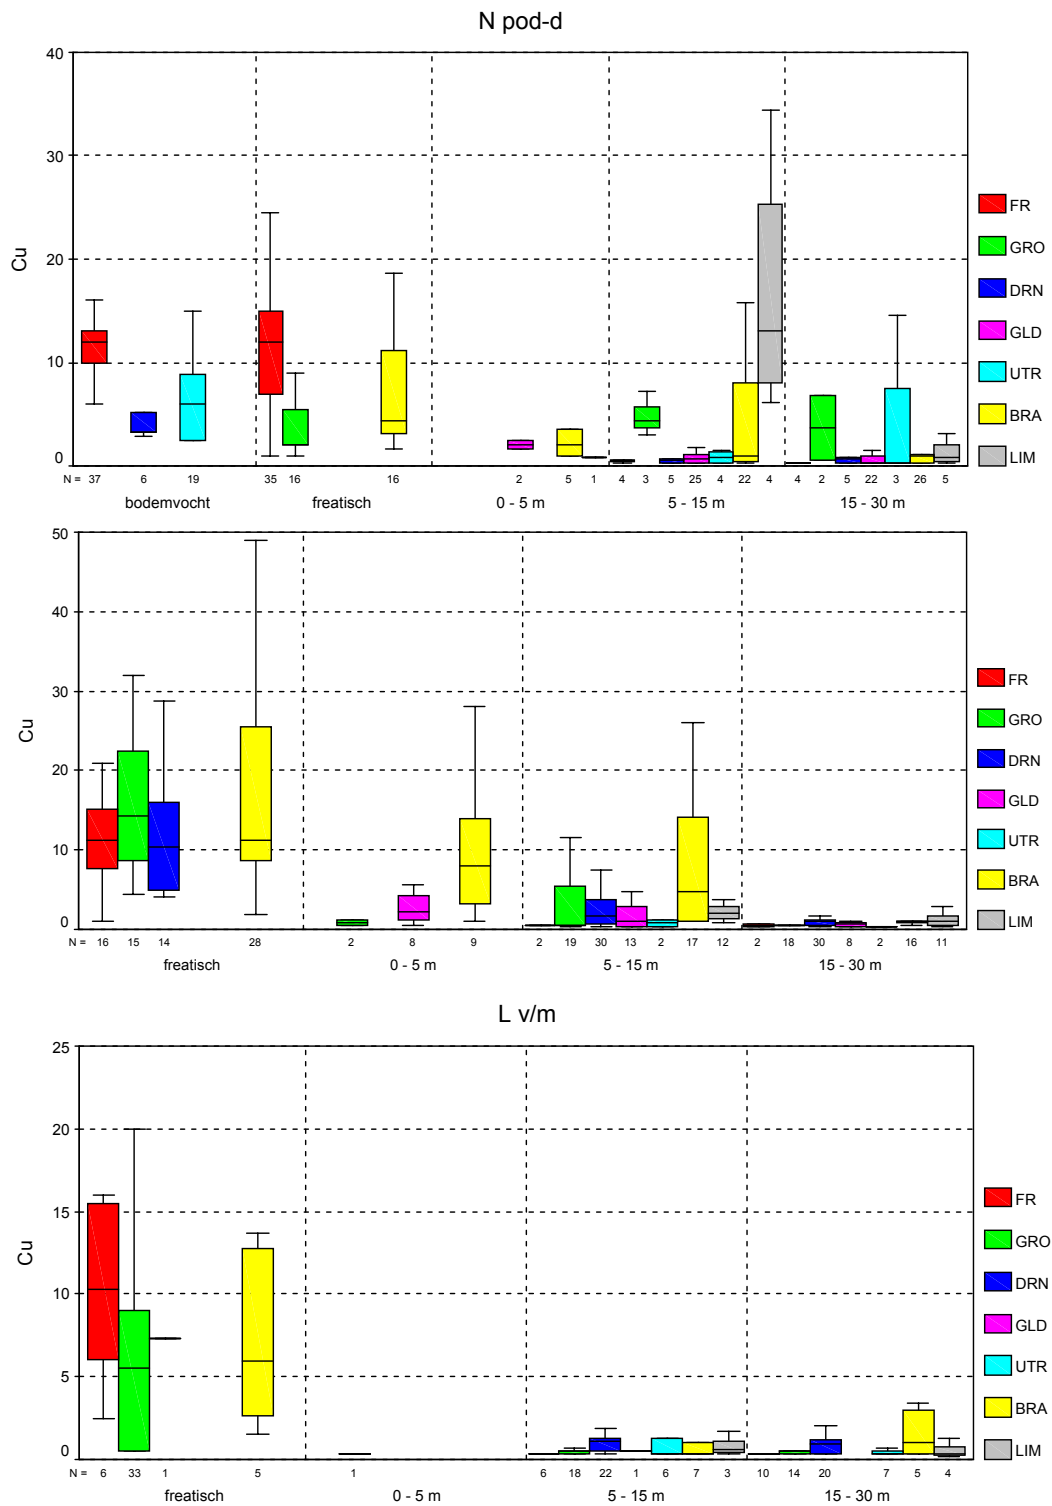 N pod-d
40
30
20
10
0
Cu
FR
GRO
DRN
GLD
UTR
BRA
LIM
N = 37 6 19 35 16 16 2 5 1 4 3 5 25 4 22 4 4 2 5 22 3 26 5
bodemvocht freatisch 0 - 5 m 5 - 15 m 15 - 30 m
50
40
30
20
10
0
Cu
FR
GRO
DRN
GLD
UTR
BRA
LIM
N = 16 15 14 28 2 8 9 2 19 30 13 2 17 12 2 18 30 8 2 16 11
freatisch 0 - 5 m 5 - 15 m 15 - 30 m
L v/m
25
20
15
10
5
0
Cu
FR
GRO
DRN
GLD
UTR
BRA
LIM
N = 6 33 1 5 1 6 18 22 1 6 7 3 10 14 20 7 5 4
freatisch 0 - 5 m 5 - 15 m 15 - 30 m